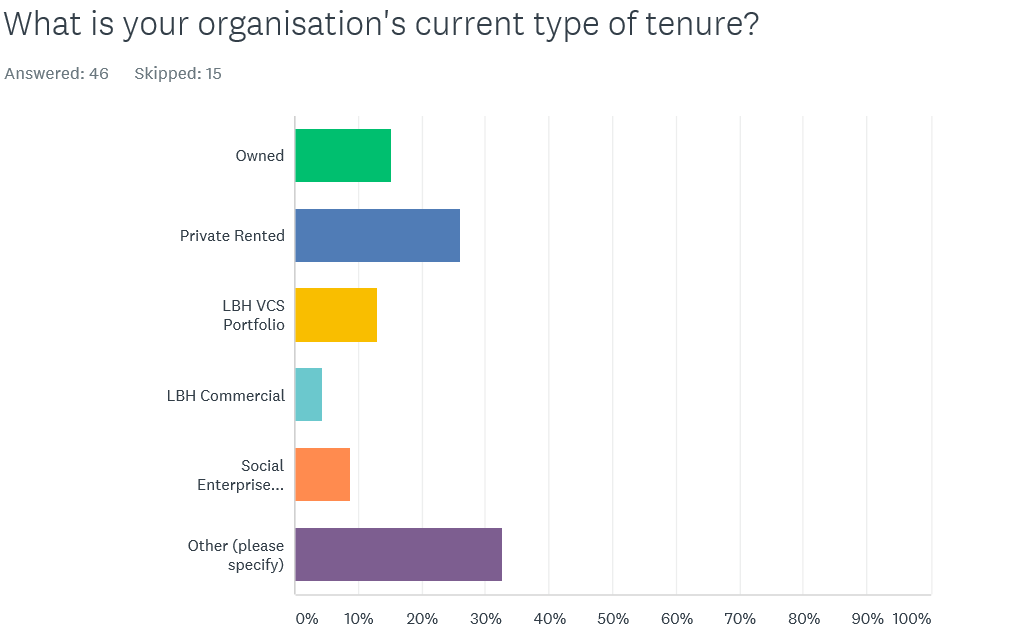 What is your organisation's current type of tenure?
Answered: 46 Skipped: 15
Owned
Private Rented
LBH VCS
Portfolio
LBH Commercial
Social
Enterprise...
Other (please
specify)
0% 10% 20% 30% 40% 50% 60% 70% 80% 90% 100%